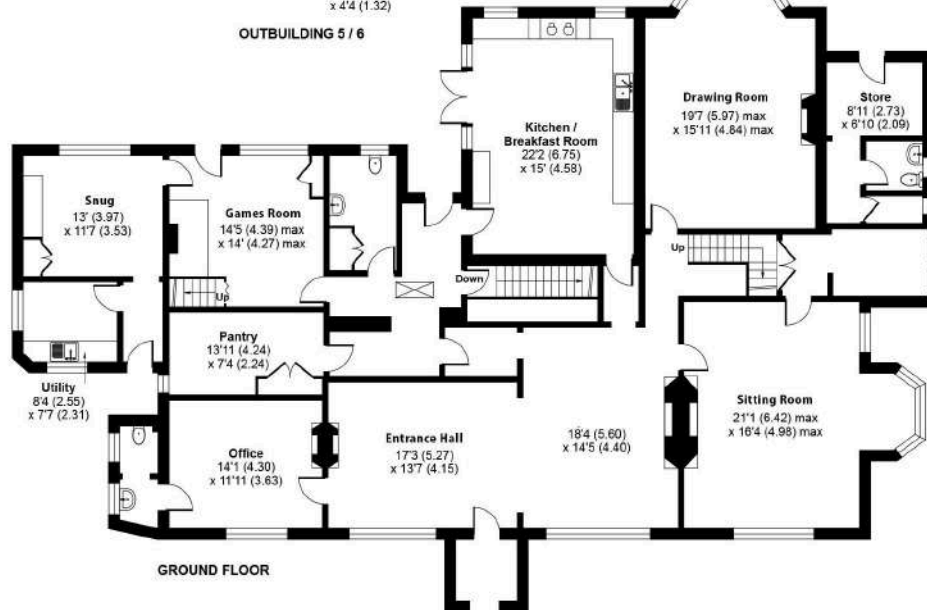 x 4'4 (1.32)
OUTBUILDING 5 / 6
Kitchen /
Breakfast Room
22'2 (6.75)
x 15' (4.58)
Drawing Room
19'7 (5.97) max
x 15'11 (4.84) max
Store
8'11 (2.73)
x 6'10 (2.09)
Snug
13' (3.97)
x 11'7 (3.53)
Games Room
14'5 (4.39) max
x 14' (4.27) max
Up
Down
Up
Pantry
13'11 (4.24)
x 7'4 (2.24)
Utility
8'4 (2.55)
x 7'7 (2.31)
Office
14'1 (4.30)
x 11'11 (3.63)
Entrance Hall
17'3 (5.27)
x 13'7 (4.15)
18'4 (5.60)
x 14'5 (4.40)
Sitting Room
21'1 (6.42) max
x 16'4 (4.98) max
GROUND FLOOR